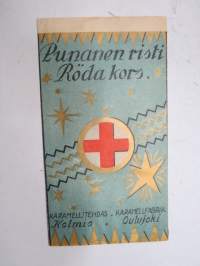 Punanen risti
Röda kors.
KARAMELLITEHDAS - KARAMELLFABRIK
Kolmio Oulujoki